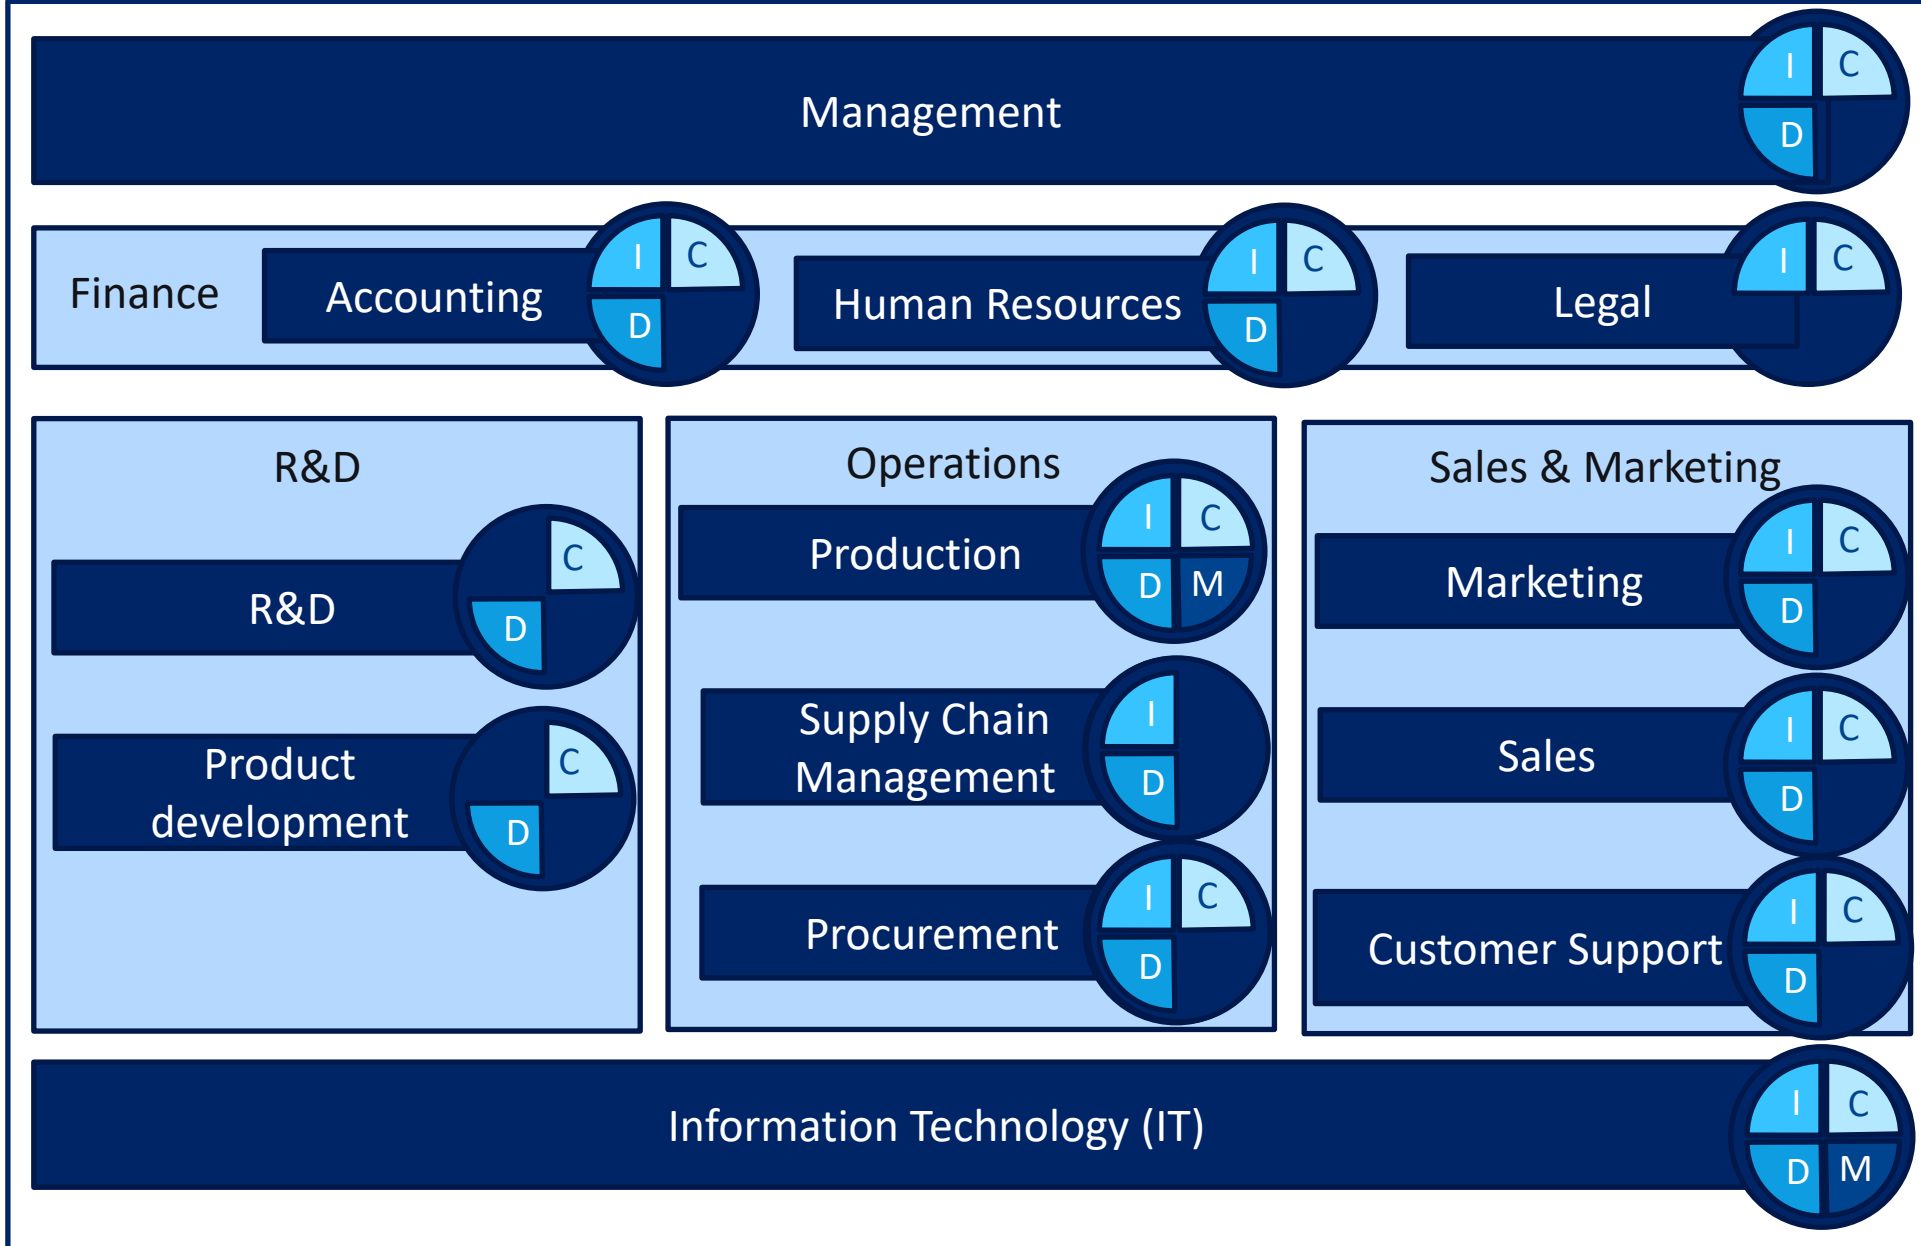 Management
I C
D
Finance
Accounting
I C
D
Human Resources
I C
D
Legal
I C
R&D
R&D
C
D
Product
development
C
D
Operations
Production
I C
D M
Supply Chain
Management
I
D
Procurement
I C
D
Sales & Marketing
Marketing
I C
D
Sales
I C
D
Customer Support
I C
D
Information Technology (IT)
I C
D M